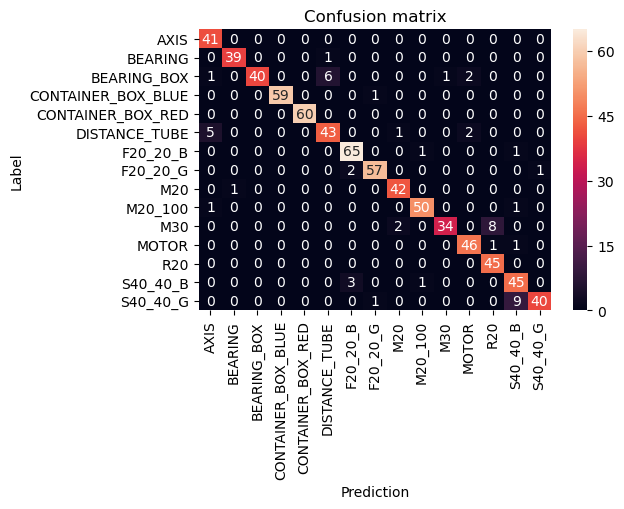 Confusion matrix
AXIS 41 0 0 0 0 0 0 0 0 0 0 0 0 0 0
BEARING 0 39 0 0 0 1 0 0 0 0 0 0 0 0 0
BEARING_BOX 1 0 40 0 0 6 0 0 0 0 1 2 0 0 0
CONTAINER_BOX_BLUE 0 0 0 59 0 0 0 1 0 0 0 0 0 0 0
CONTAINER_BOX_RED 0 0 0 0 60 0 0 0 0 0 0 0 0 0 0
DISTANCE_TUBE 5 0 0 0 0 43 0 0 1 0 0 2 0 0 0
F20_20_B 0 0 0 0 0 0 65 0 0 1 0 0 0 1 0
F20_20_G 0 0 0 0 0 0 2 57 0 0 0 0 0 0 1
M20 0 1 0 0 0 0 0 0 42 0 0 0 0 0 0
M20_100 1 0 0 0 0 0 0 0 0 50 0 0 0 1 0
M30 0 0 0 0 0 0 0 0 2 0 34 0 8 0 0
MOTOR 0 0 0 0 0 0 0 0 0 0 0 46 1 1 0
R20 0 0 0 0 0 0 0 0 0 0 0 0 45 0 0
S40_40_B 0 0 0 0 0 0 3 0 0 1 0 0 0 45 0
S40_40_G 0 0 0 0 0 0 0 1 0 0 0 0 0 9 40
Label
AXIS
BEARING
BEARING_BOX
CONTAINER_BOX_BLUE
CONTAINER_BOX_RED
DISTANCE_TUBE
F20_20_B
F20_20_G
M20
M20_100
M30
MOTOR
R20
S40_40_B
S40_40_G
Prediction
60
45
30
15
0